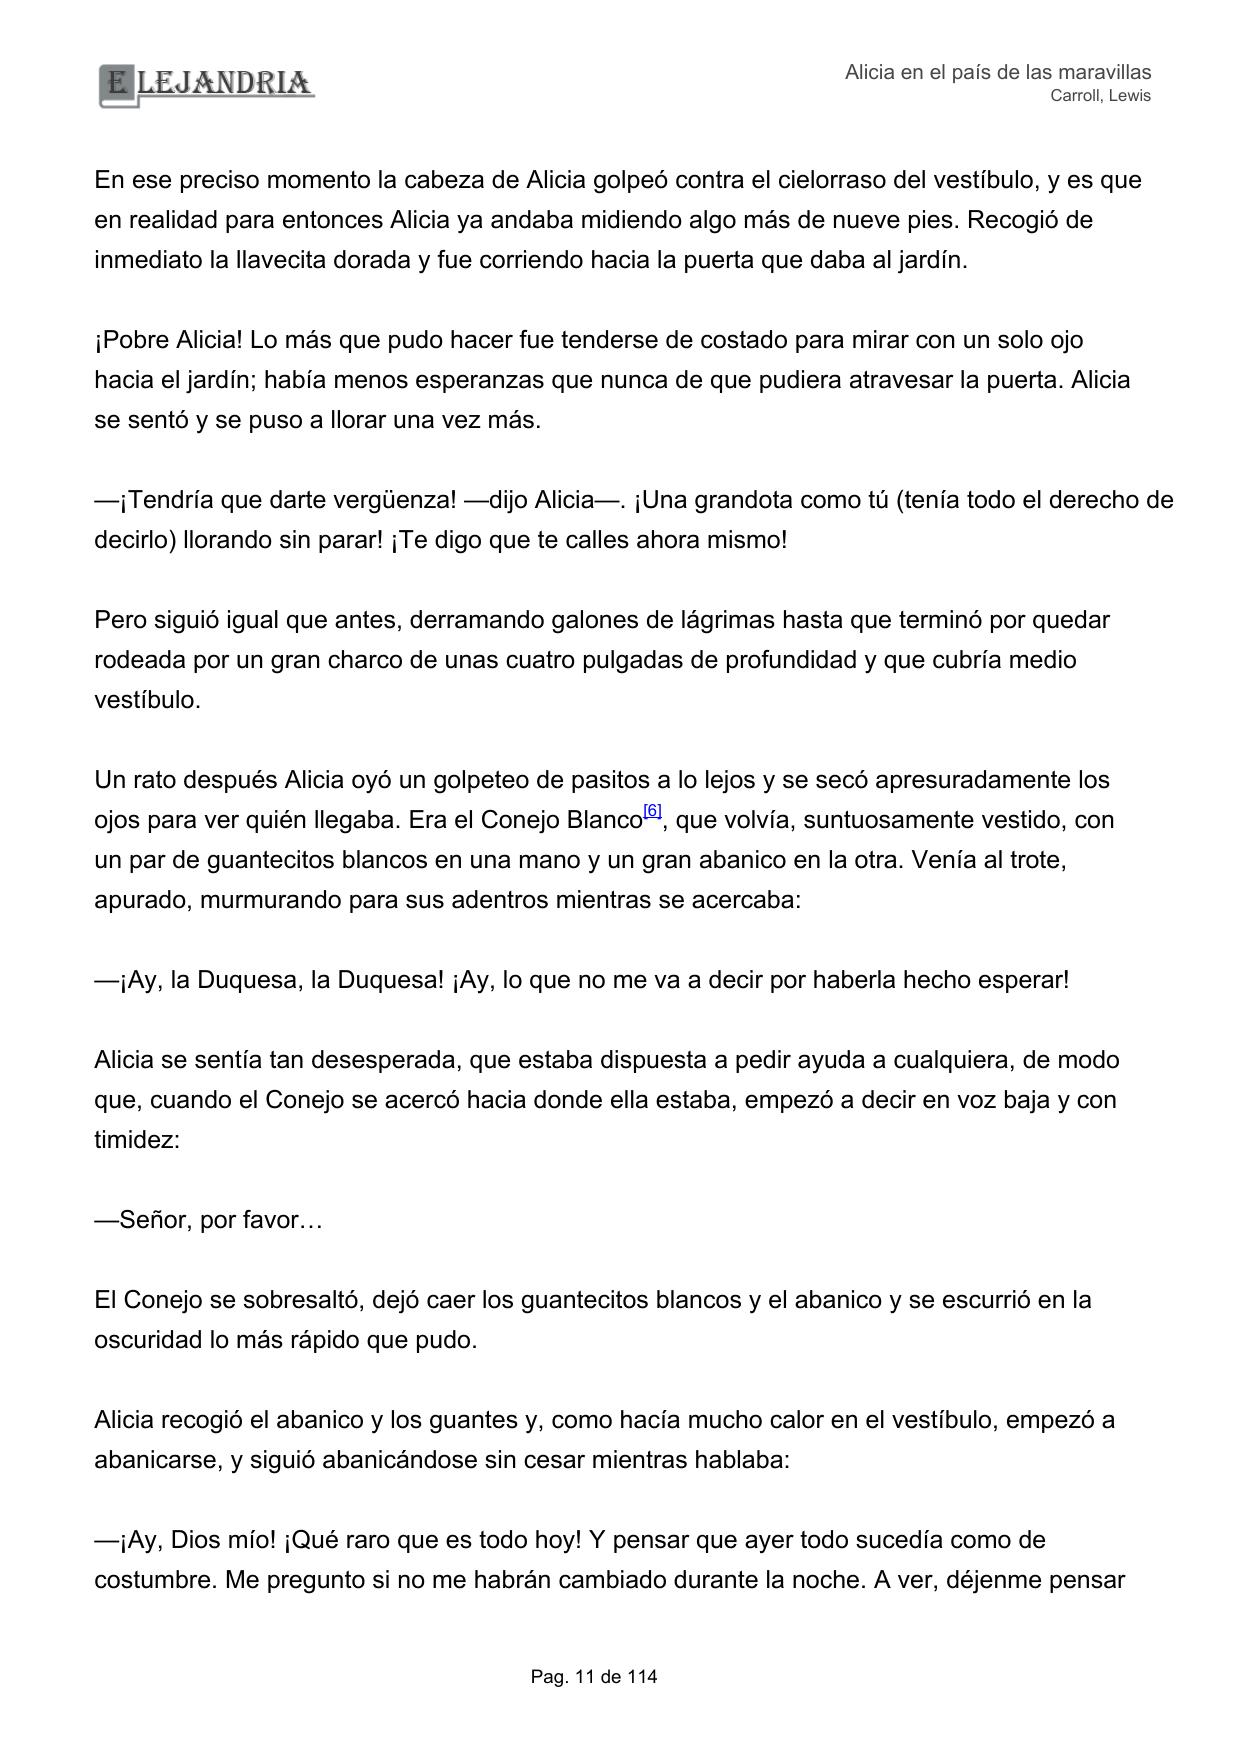 ELEJANDRIA
Alicia en el país de las maravillas
Carroll, Lewis
En ese preciso momento la cabeza de Alicia golpeó contra el cielorraso del vestíbulo, y es que
en realidad para entonces Alicia ya andaba midiendo algo más de nueve pies. Recogió de
inmediato la llavecita dorada y fue corriendo hacia la puerta que daba al jardín.
¡Pobre Alicia! Lo más que pudo hacer fue tenderse de costado para mirar con un solo ojo
hacia el jardín; había menos esperanzas que nunca de que pudiera atravesar la puerta. Alicia
se sentó y se puso a llorar una vez más.
—¡Tendría que darte vergüenza! —dijo Alicia—. ¡Una grandota como tú (tenía todo el derecho de
decirlo) llorando sin parar! ¡Te digo que te calles ahora mismo!
Pero siguió igual que antes, derramando galones de lágrimas hasta que terminó por quedar
rodeada por un gran charco de unas cuatro pulgadas de profundidad y que cubría medio
vestíbulo.
Un rato después Alicia oyó un golpeteo de pasitos a lo lejos y se secó apresuradamente los
ojos para ver quién llegaba. Era el Conejo Blanco[6], que volvía, suntuosamente vestido, con
un par de guantecitos blancos en una mano y un gran abanico en la otra. Venía al trote,
apurado, murmurando para sus adentros mientras se acercaba:
—¡Ay, la Duquesa, la Duquesa! ¡Ay, lo que no me va a decir por haberla hecho esperar!
Alicia se sentía tan desesperada, que estaba dispuesta a pedir ayuda a cualquiera, de modo
que, cuando el Conejo se acercó hacia donde ella estaba, empezó a decir en voz baja y con
timidez:
—Señor, por favor…
El Conejo se sobresaltó, dejó caer los guantecitos blancos y el abanico y se escurrió en la
oscuridad lo más rápido que pudo.
Alicia recogió el abanico y los guantes y, como hacía mucho calor en el vestíbulo, empezó a
abanicarse, y siguió abanicándose sin cesar mientras hablaba:
—¡Ay, Dios mío! ¡Qué raro que es todo hoy! Y pensar que ayer todo sucedía como de
costumbre. Me pregunto si no me habrán cambiado durante la noche. A ver, déjenme pensar
Pag. 11 de 114